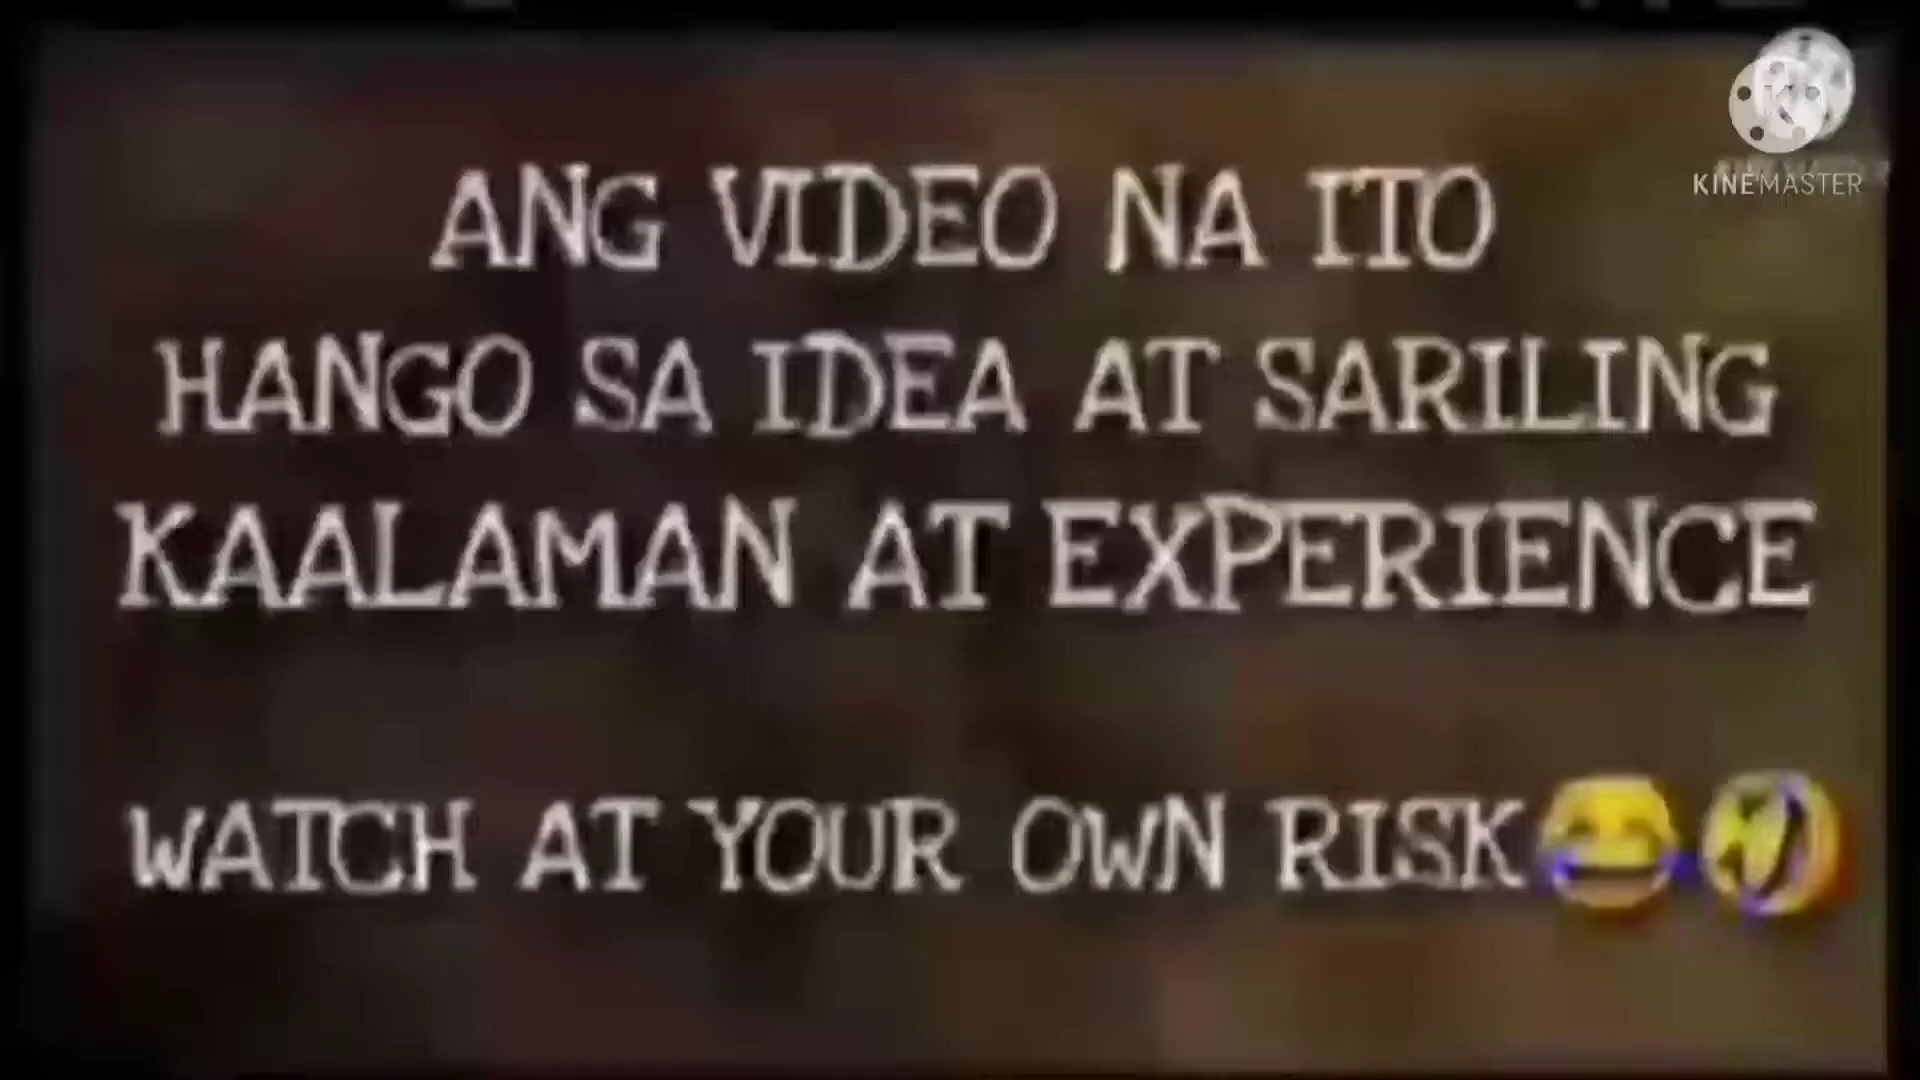 KINEMASTER
ANG VIDEO NA ITO
HANGO SA IDEA AT SARILING
KAALAMAN AT EXPERIENCE
WATCH AT YOUR OWN RISK😂🤣